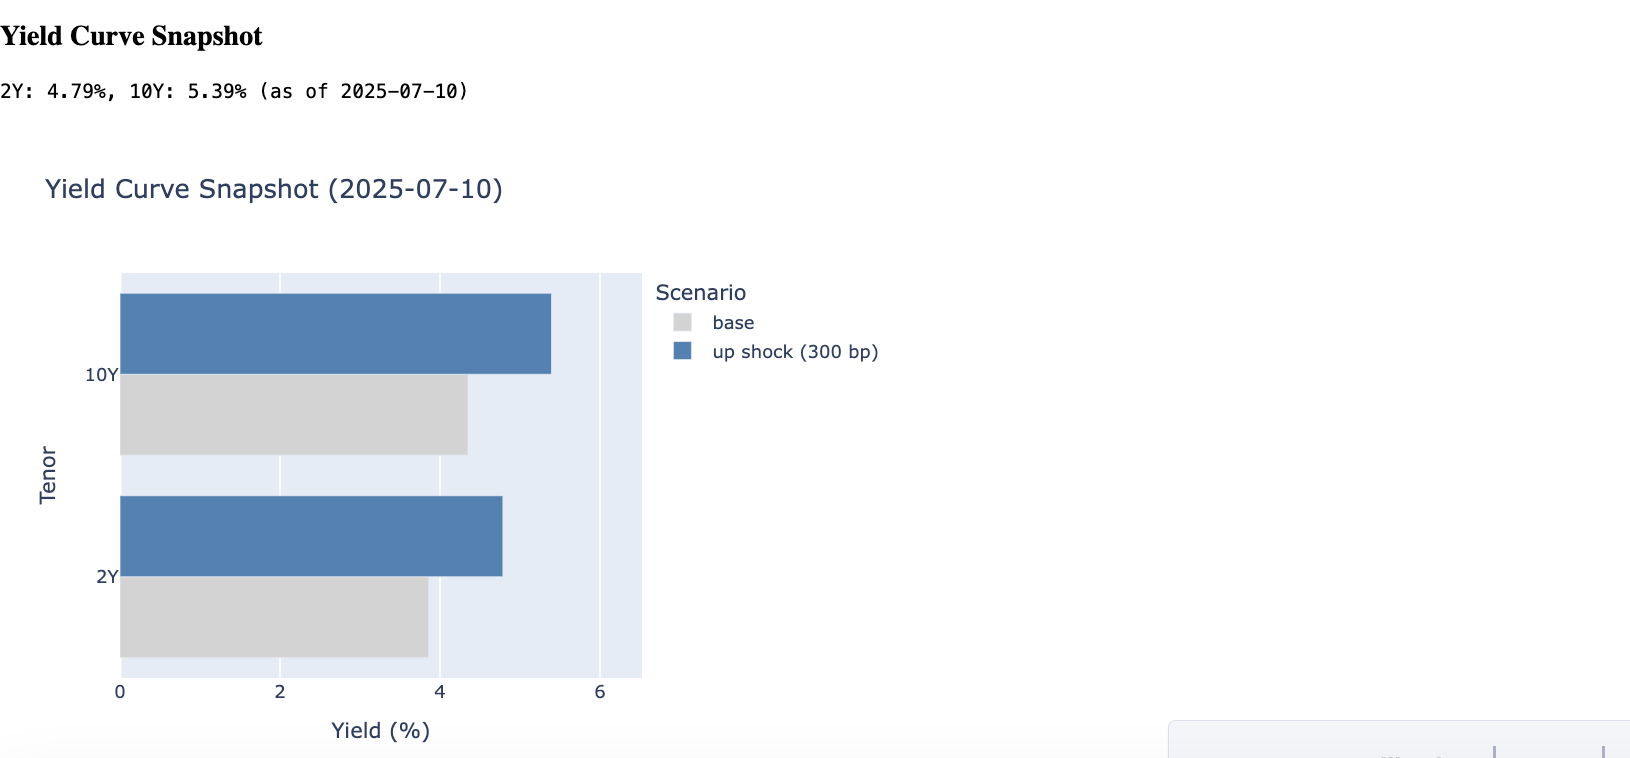 Yield Curve Snapshot
2Y: 4.79%, 10Y: 5.39% (as of 2025-07-10)
Yield Curve Snapshot (2025-07-10)
Scenario
base
up shock (300 bp)
10Y
2Y
Tenor
0 2 4 6
Yield (%)